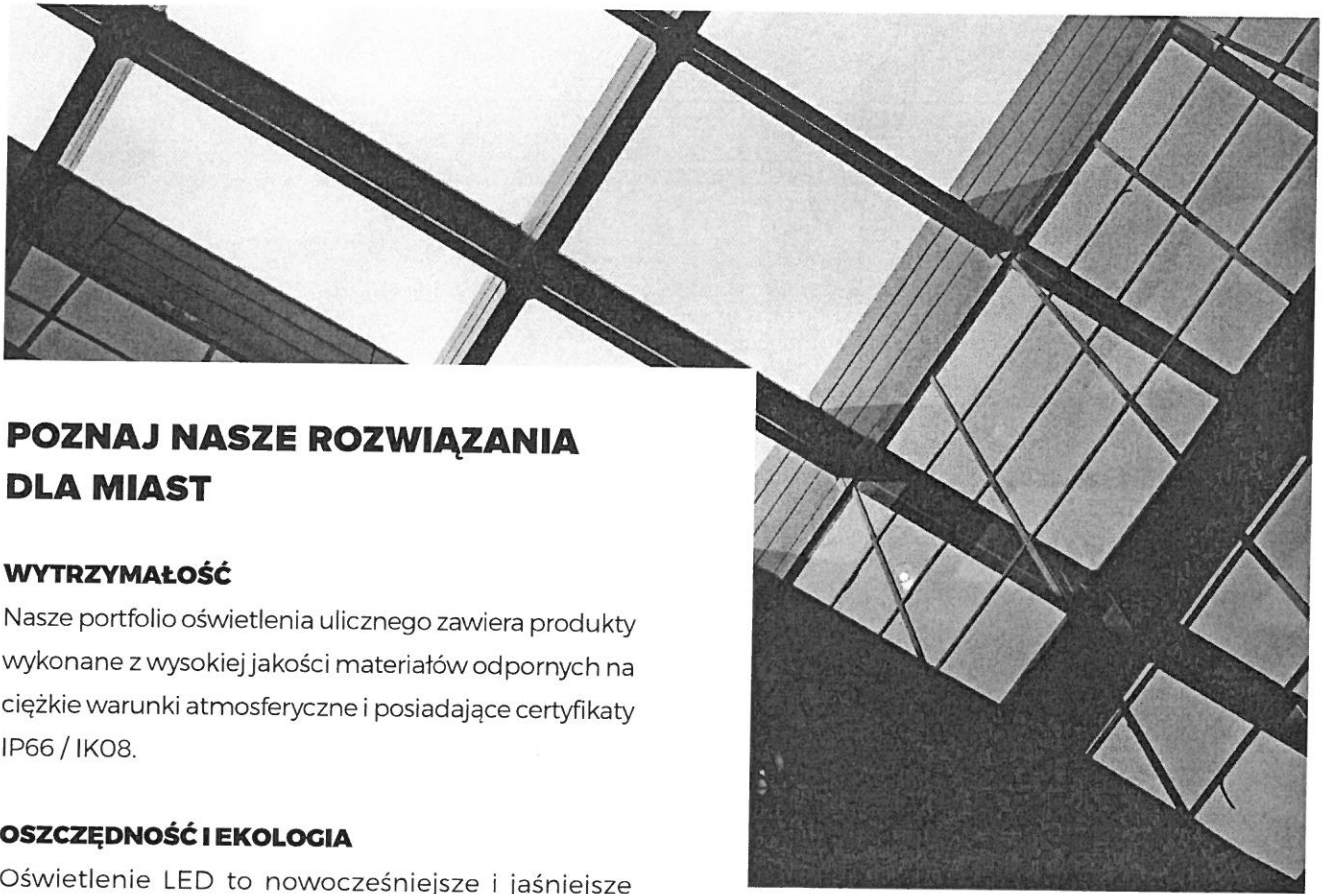 POZNAJ NASZE ROZWIĄZANIA
DLA MIAST
WYTRZYMAŁOŚĆ
Nasze portfolio oświetlenia ulicznego zawiera produkty
wykonane z wysokiej jakości materiałów odpornych na
ciężkie warunki atmosferyczne i posiadające certyfikaty
IP66 / IK08.
OSZCZĘDNOŚĆ I EKOLOGIA
Oświetlenie LED to nowocześniejsze i jaśniejsze